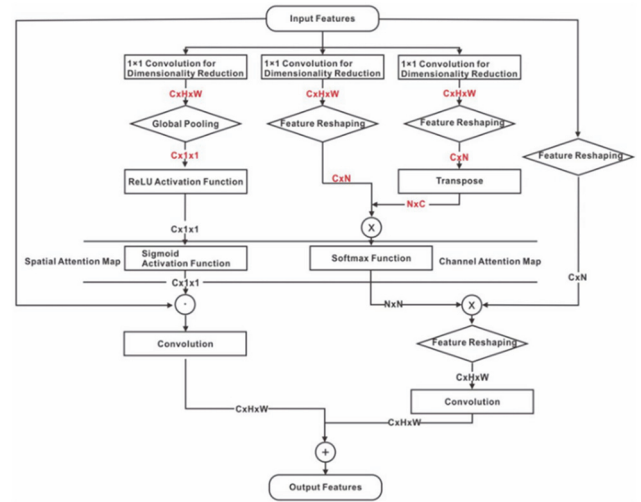 Input Features
1×1 Convolution for
Dimensionality Reduction
1×1 Convolution for
Dimensionality Reduction
1×1 Convolution for
Dimensionality Reduction
CxHxW
CxHxW
CxHxW
Global Pooling
Feature Reshaping
Feature Reshaping
Feature Reshaping
Cx1x1
CxN
CxN
ReLU Activation Function
Transpose
NxC
Cx1x1
X
Spatial Attention Map
Sigmoid
Activation Function
Softmax Function
Channel Attention Map
CxN
Cx1x1
NxN
·
X
Convolution
Feature Reshaping
CxHxW
Convolution
CxHxW
CxHxW
+
Output Features